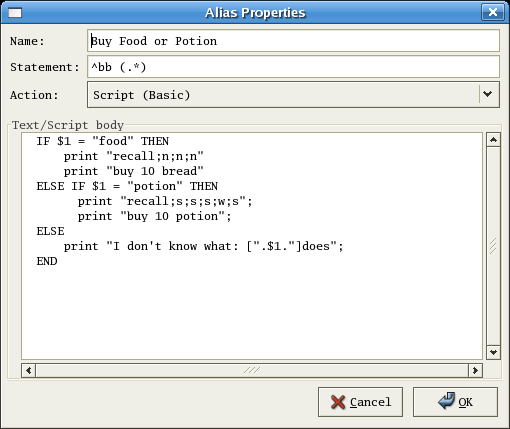 Alias Properties
Name: Buy Food or Potion
Statement: ^bb (.*)
Action: Script (Basic)
Text/Script body
IF $1 = "food" THEN
    print "recall;n;n;n"
    print "buy 10 bread"
ELSE IF $1 = "potion" THEN
      print "recall;s;s;s;w;s";
      print "buy 10 potion";
ELSE
    print "I don't know what: [".$1."]does";
END
Cancel OK